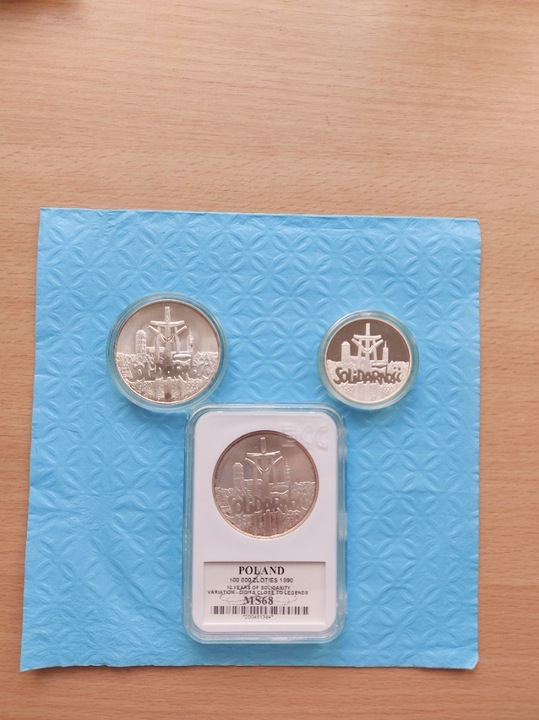 SOLiDARNOŚĆ
SOLiDARNOŚĆ
SOLiDARNOŚĆ
POLAND
100 000 ZLOTIES 1990
10 YEARS OF SOLIDARITY
VARIATION - DIGITS CLOSE TO LEGENDS
MS68